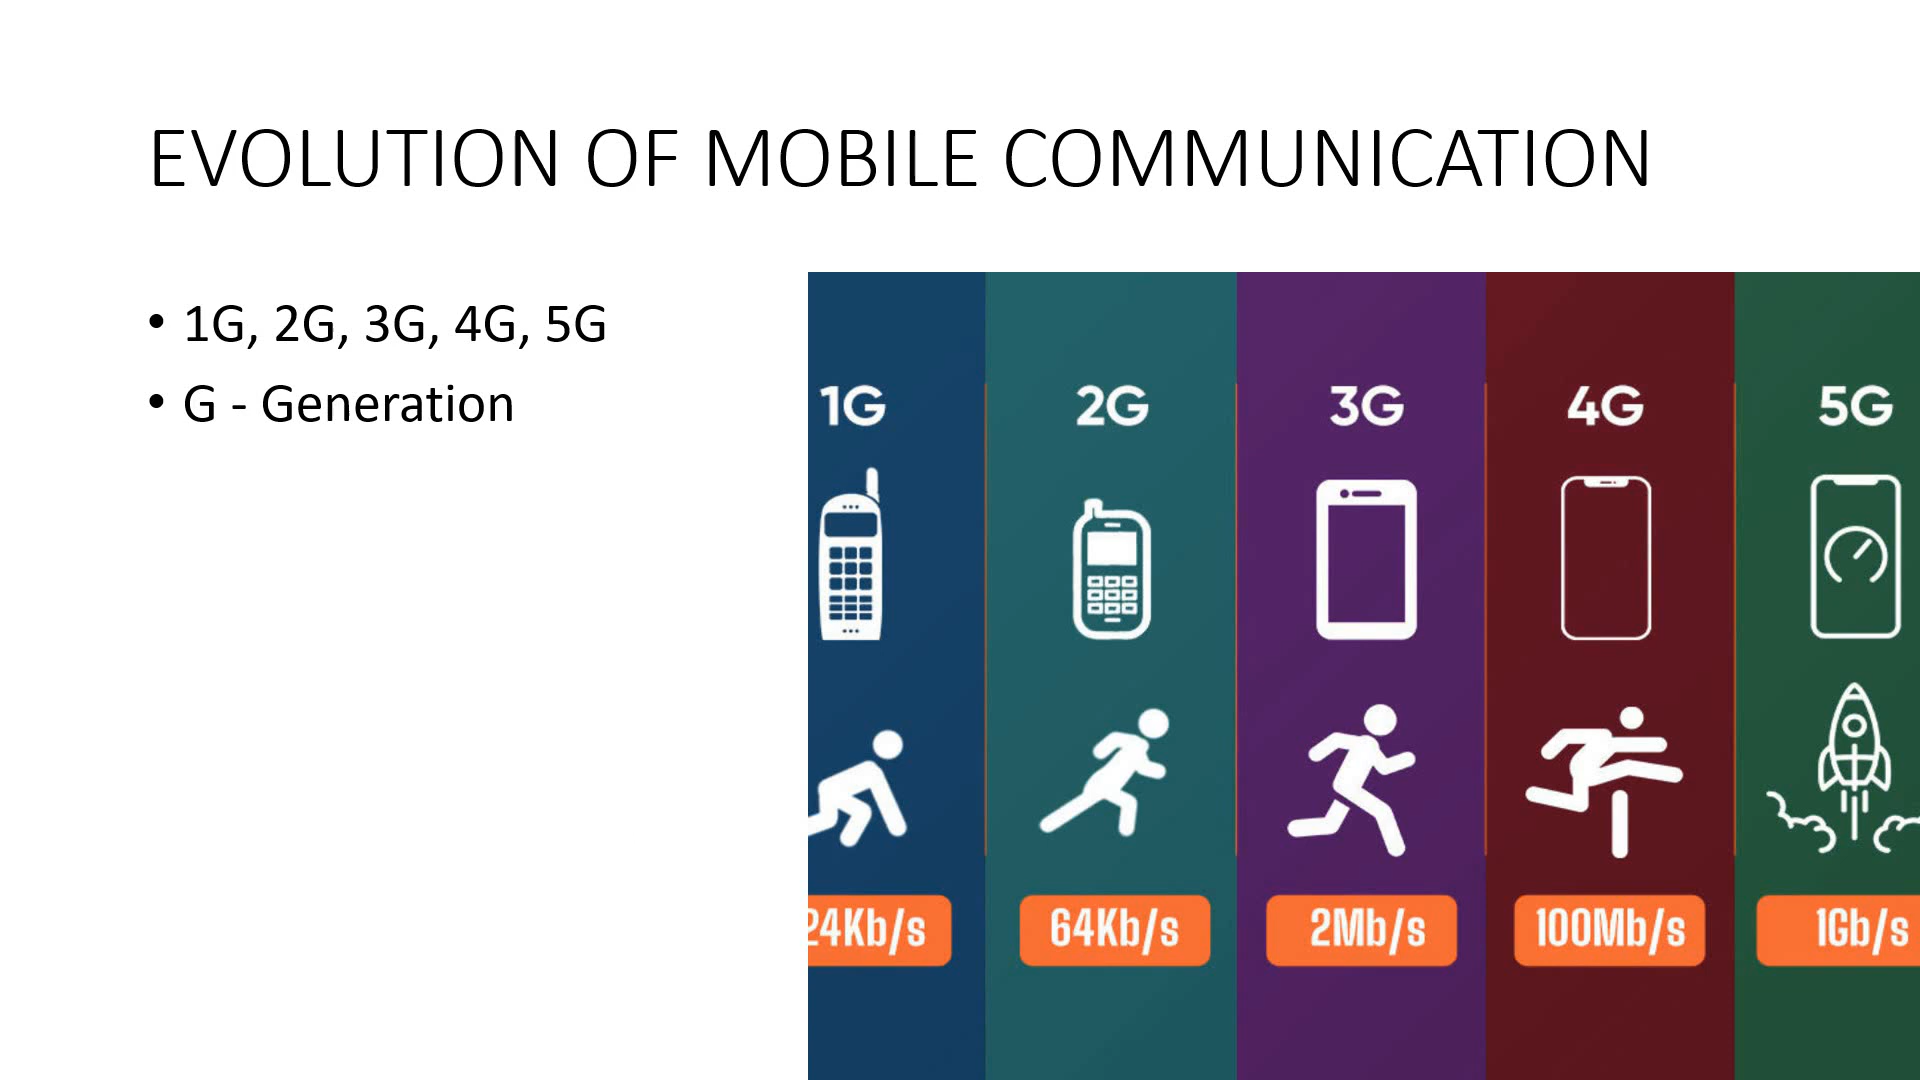 EVOLUTION OF MOBILE COMMUNICATION
• 1G, 2G, 3G, 4G, 5G
• G - Generation
1G 2G 3G 4G 5G
24Kb/s 64Kb/s 2Mb/s 100Mb/s 1Gb/s